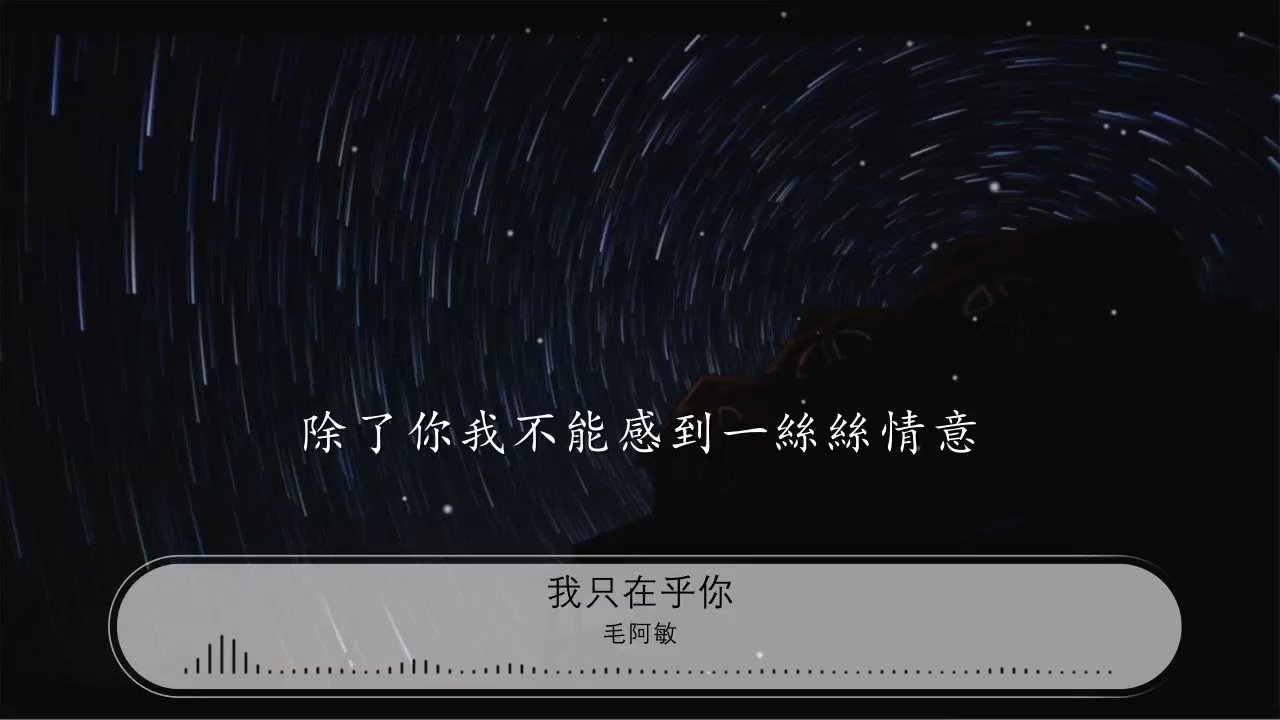 除了你我不能感到一絲絲情意
我只在乎你
毛阿敏